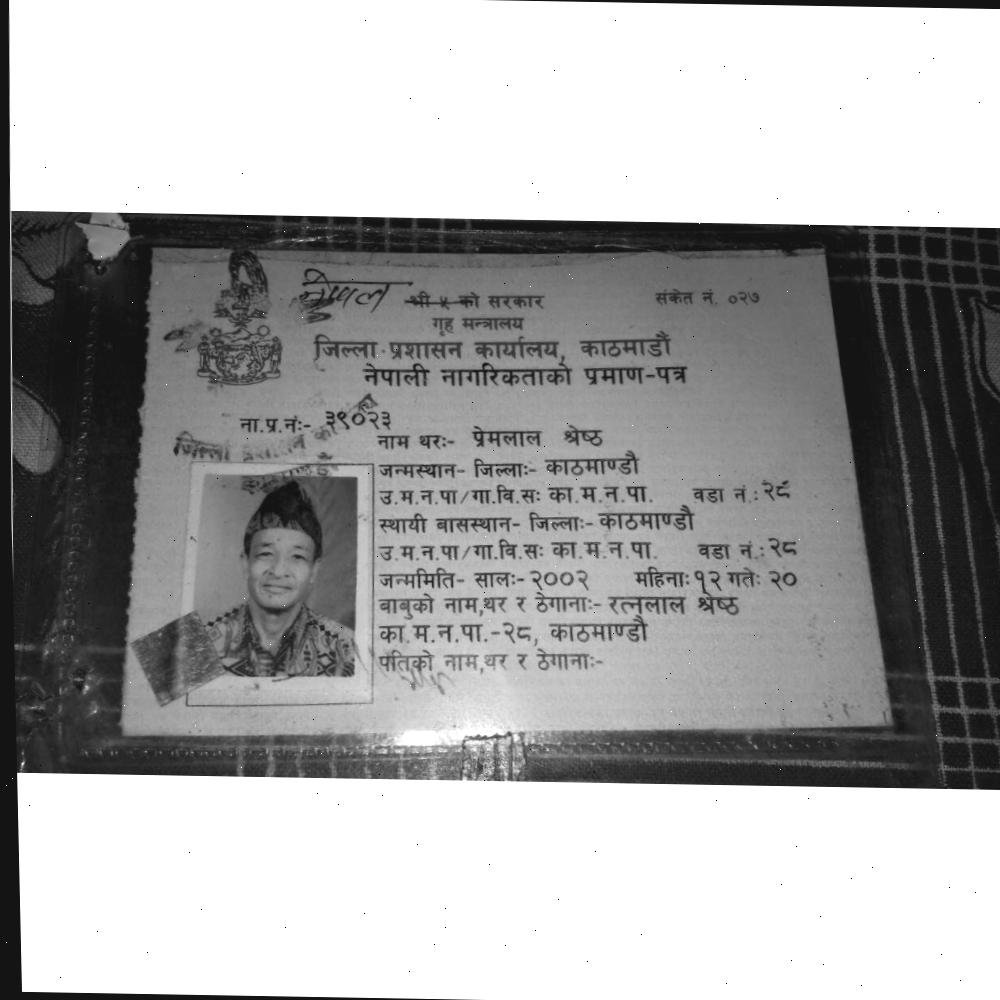 नेपाल श्री ५ को सरकार
संकेत नं. ०२७
गृह मन्त्रालय
जिल्ला प्रशासन कार्यालय, काठमाडौं
नेपाली नागरिकताको प्रमाण-पत्र
ना.प्र.नंः- ३९०२३
जिल्ला प्रशासन
नाम थरः- प्रेमलाल श्रेष्ठ
जन्मस्थान- जिल्लाः- काठमाण्डौ
उ.म.न.पा/गा.वि.सः का.म.न.पा. वडा नं.: २८
स्थायी बासस्थान- जिल्लाः- काठमाण्डौ
उ.म.न.पा/गा.वि.सः का.म.न.पा. वडा नं.: २८
जन्ममिति- सालः- २००२ महिनाः १२ गतेः २०
बाबुको नाम,थर र ठेगानाः- रत्नलाल श्रेष्ठ
का.म.न.पा.-२८, काठमाण्डौ
पतिको नाम,थर र ठेगानाः-